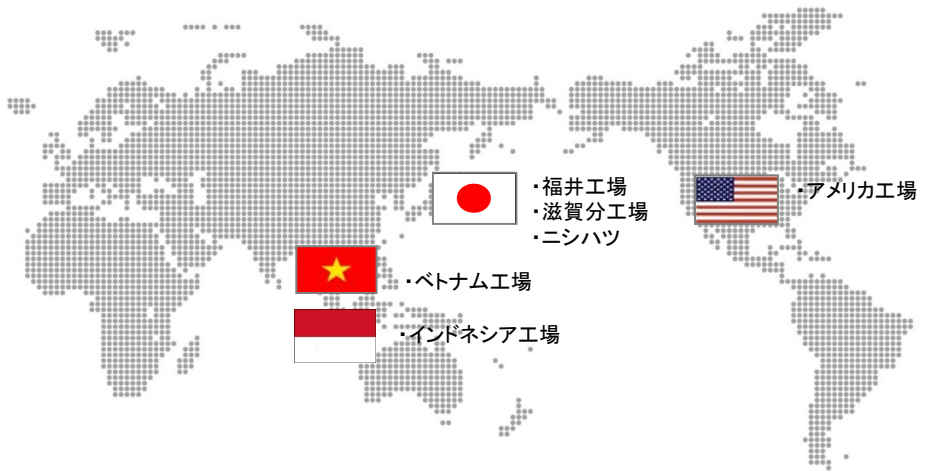 ・福井工場
・滋賀分工場
・ニシハツ
・アメリカ工場
・ベトナム工場
・インドネシア工場